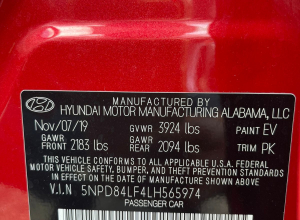 MANUFACTURED BY
HYUNDAI MOTOR MANUFACTURING ALABAMA, LLC
Nov/07/19 GVWR 3924 lbs PAINT EV
FRONT 2183 lbs REAR 2094 lbs TRIM PK
THIS VEHICLE CONFORMS TO ALL APPLICABLE
FEDERAL MOTOR VEHICLE SAFETY, BUMPER, AND
THEFT PREVENTION STANDARDS IN EFFECT ON
THE DATE OF MANUFACTURE SHOWN ABOVE.
V.I.N 5NPD84LF4LH565974
PASSENGER CAR